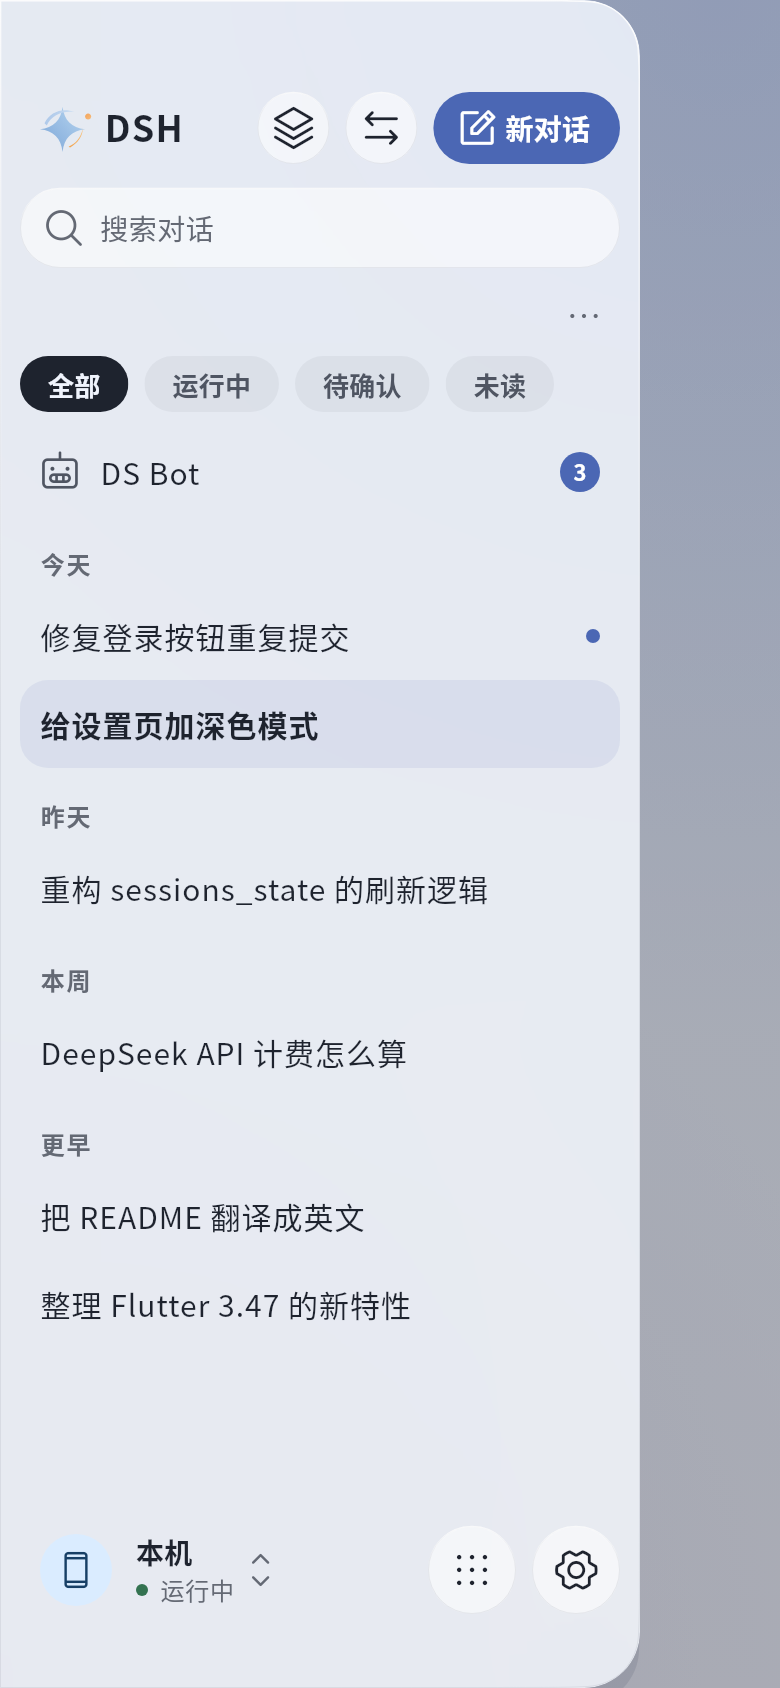 DSH
新对话
搜索对话
...
全部 运行中 待确认 未读
DS Bot 3
今天
修复登录按钮重复提交
给设置页加深色模式
昨天
重构 sessions_state 的刷新逻辑
本周
DeepSeek API 计费怎么算
更早
把 README 翻译成英文
整理 Flutter 3.47 的新特性
本机
运行中